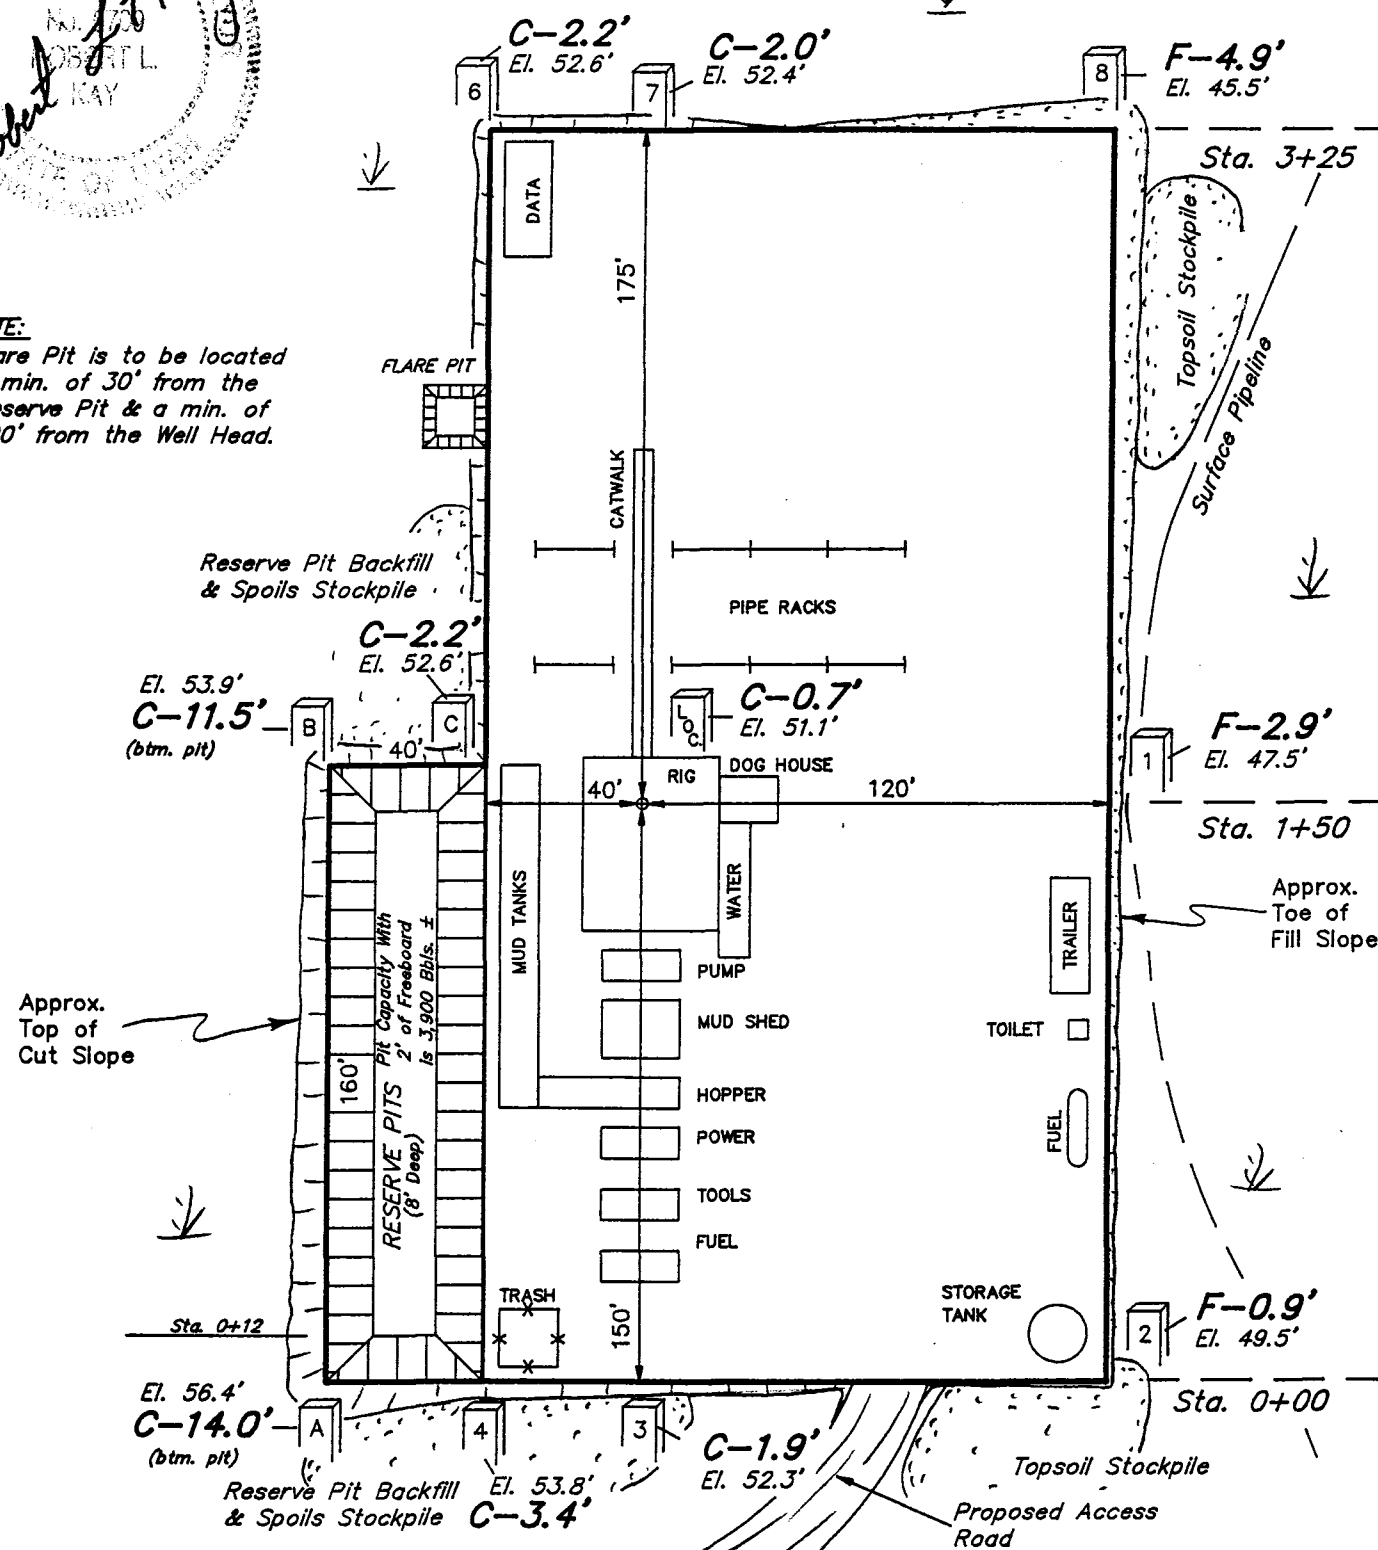 No.
ROBERT L.
KAY
STATE OF UTAH
C-2.2'
El. 52.6'
6
C-2.0'
El. 52.4'
7
8
F-4.9'
El. 45.5'
Sta. 3+25
DATA
175'
Topsoil Stockpile
Surface Pipeline
TE:
are Pit is to be located
min. of 30' from the
eserve Pit & a min. of
00' from the Well Head.
FLARE PIT
CATWALK
Reserve Pit Backfill
& Spoils Stockpile
PIPE RACKS
C-2.2'
El. 52.6'
El. 53.9'
C-11.5'
(btm. pit)
B
C
40'
LOC.
C-0.7'
El. 51.1'
F-2.9'
El. 47.5'
1
RIG
DOG HOUSE
40'
120'
Sta. 1+50
MUD TANKS
WATER
TRAILER
Approx.
Toe of
Fill Slope
PUMP
MUD SHED
TOILET
Approx.
Top of
Cut Slope
160'
RESERVE PITS
(8' Deep)
Pit Capacity With
2' of Freeboard
is 3,900 Bbls. ±
HOPPER
POWER
FUEL
TOOLS
FUEL
TRASH
150'
STORAGE
TANK
Sta. 0+12
2
F-0.9'
El. 49.5'
Sta. 0+00
El. 56.4'
C-14.0'
(btm. pit)
A
4
3
C-1.9'
El. 52.3'
El. 53.8'
C-3.4'
Reserve Pit Backfill
& Spoils Stockpile
Topsoil Stockpile
Proposed Access
Road